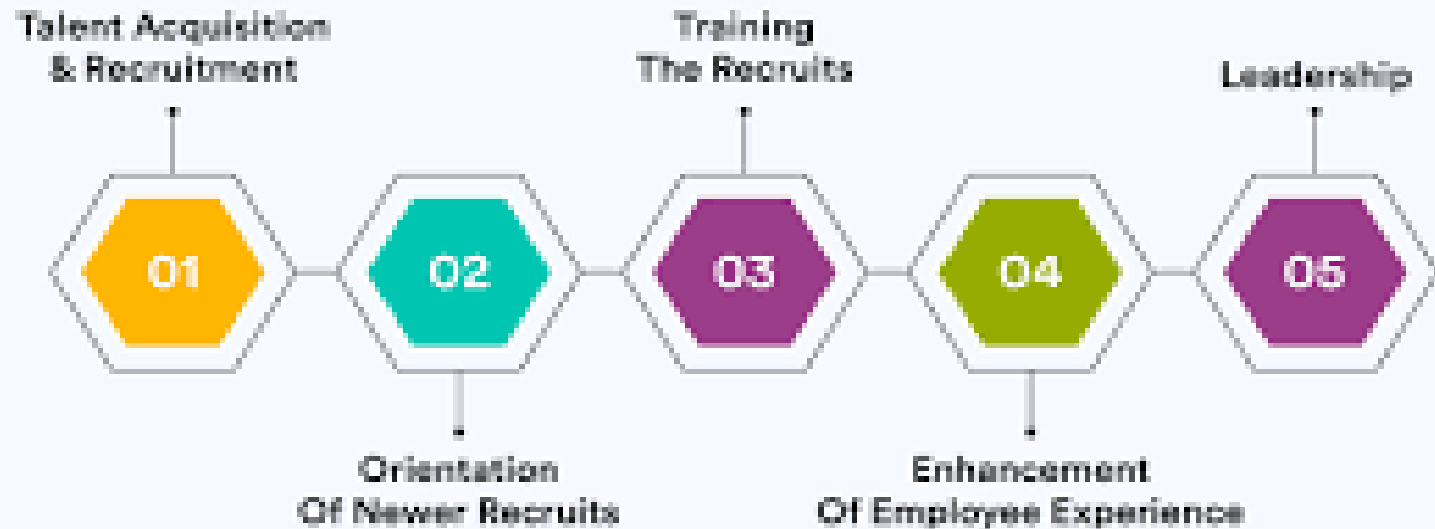 Talent Acquisition
& Recruitment
Training
The Recruits
Leadership
01
02
03
04
05
Orientation
Of Newer Recruits
Enhancement
Of Employee Experience